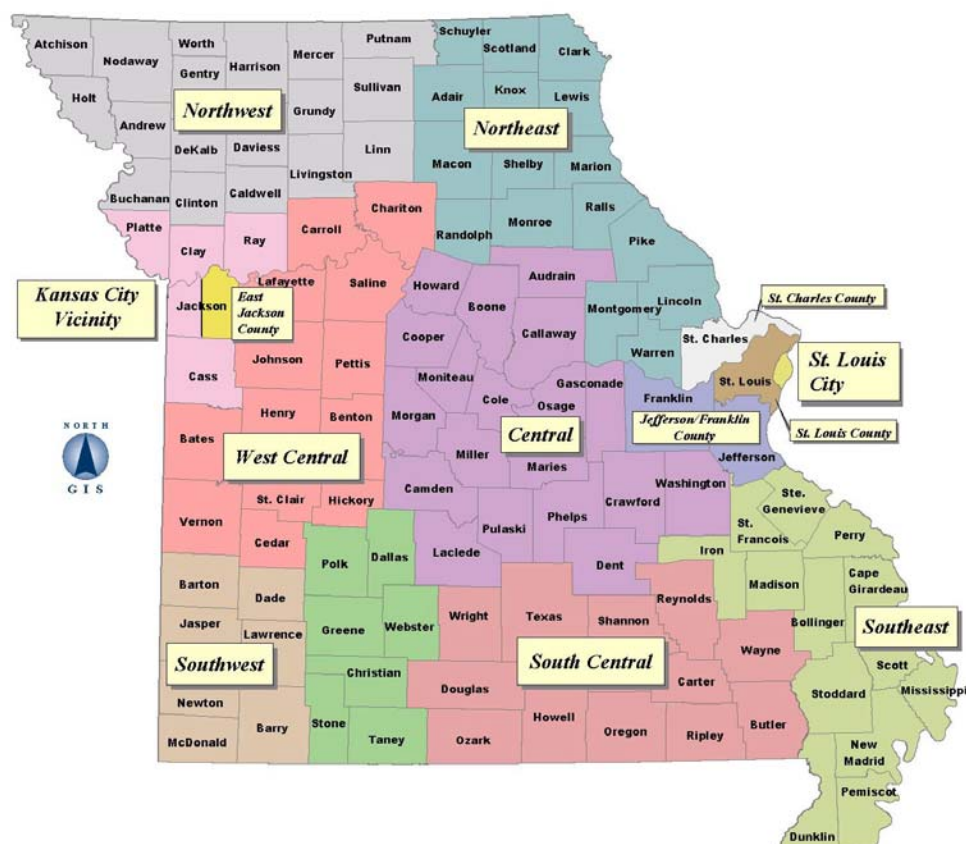 Atchison
Nodaway
Worth
Gentry
Harrison
Mercer
Putnam
Schuyler
Scotland
Clark
Holt
Andrew
Northwest
Grundy
Sullivan
Adair
Knox
Lewis
Northeast
DeKalb
Daviess
Livingston
Linn
Macon
Shelby
Marion
Buchanan
Clinton
Caldwell
Chariton
Carroll
Randolph
Monroe
Ralls
Pike
Platte
Clay
Ray
Kansas City
Vicinity
Jackson
East
Jackson
County
Lafayette
Saline
Howard
Boone
Audrain
Callaway
Montgomery
Lincoln
Warren
St. Charles
St. Charles County
St. Louis
St. Louis
City
St. Louis County
Cass
Johnson
Pettis
Cooper
Moniteau
Cole
Osage
Gasconade
Franklin
Jefferson/Franklin
County
Jefferson
NORTH
GIS
Bates
Henry
Benton
Morgan
Miller
Central
Maries
West Central
Camden
Crawford
Washington
Ste.
Genevieve
St.
Francois
Perry
Vernon
St. Clair
Hickory
Cedar
Polk
Dallas
Laclede
Pulaski
Phelps
Dent
Iron
Madison
Cape
Girardeau
Bollinger
Southeast
Barton
Dade
Jasper
Lawrence
Southwest
Greene
Webster
Wright
Texas
Shannon
Reynolds
Wayne
South Central
Christian
Douglas
Carter
Stoddard
Scott
Mississippi
Newton
McDonald
Barry
Stone
Taney
Ozark
Howell
Oregon
Ripley
Butler
New
Madrid
Pemiscot
Dunklin